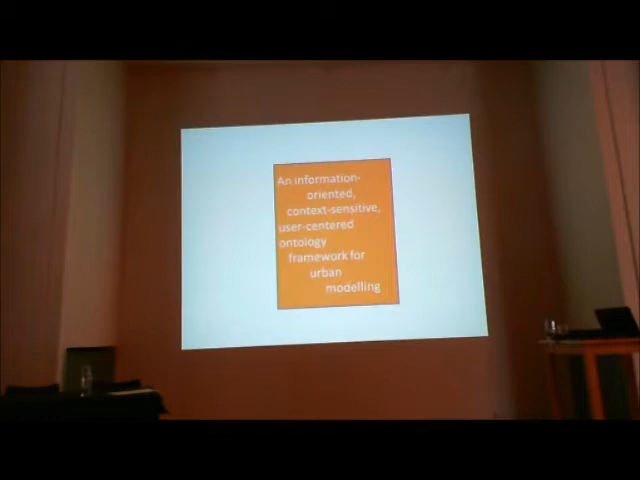 An information-
oriented,
context-sensitive,
user-centered
ontology
framework for
urban
modelling